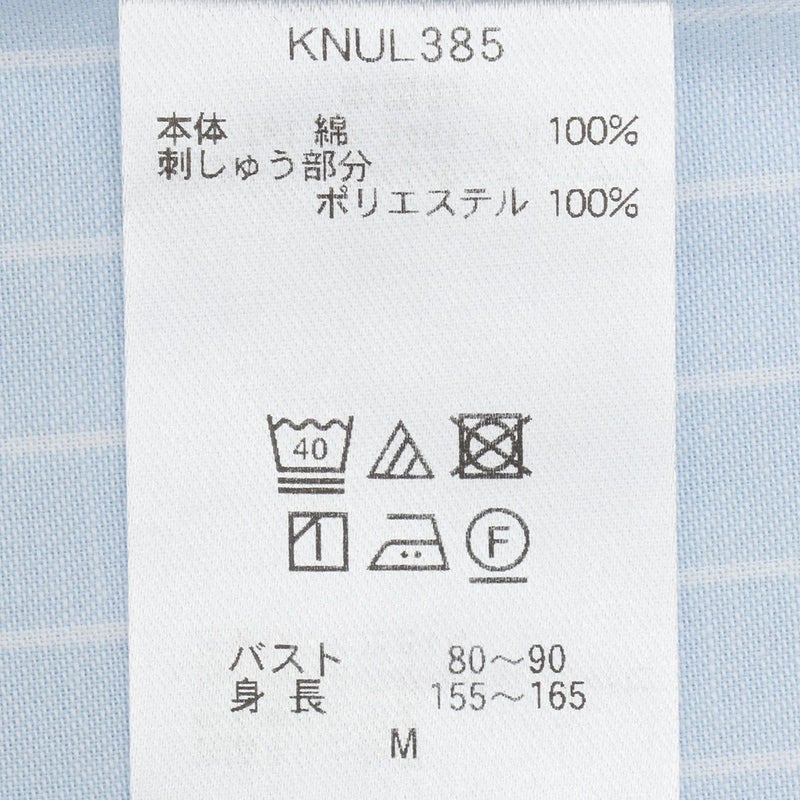 KNUL385
本体 綿 100%
刺しゅう部分
ポリエステル 100%
40
F
バスト 80～90
身長 155～165
M